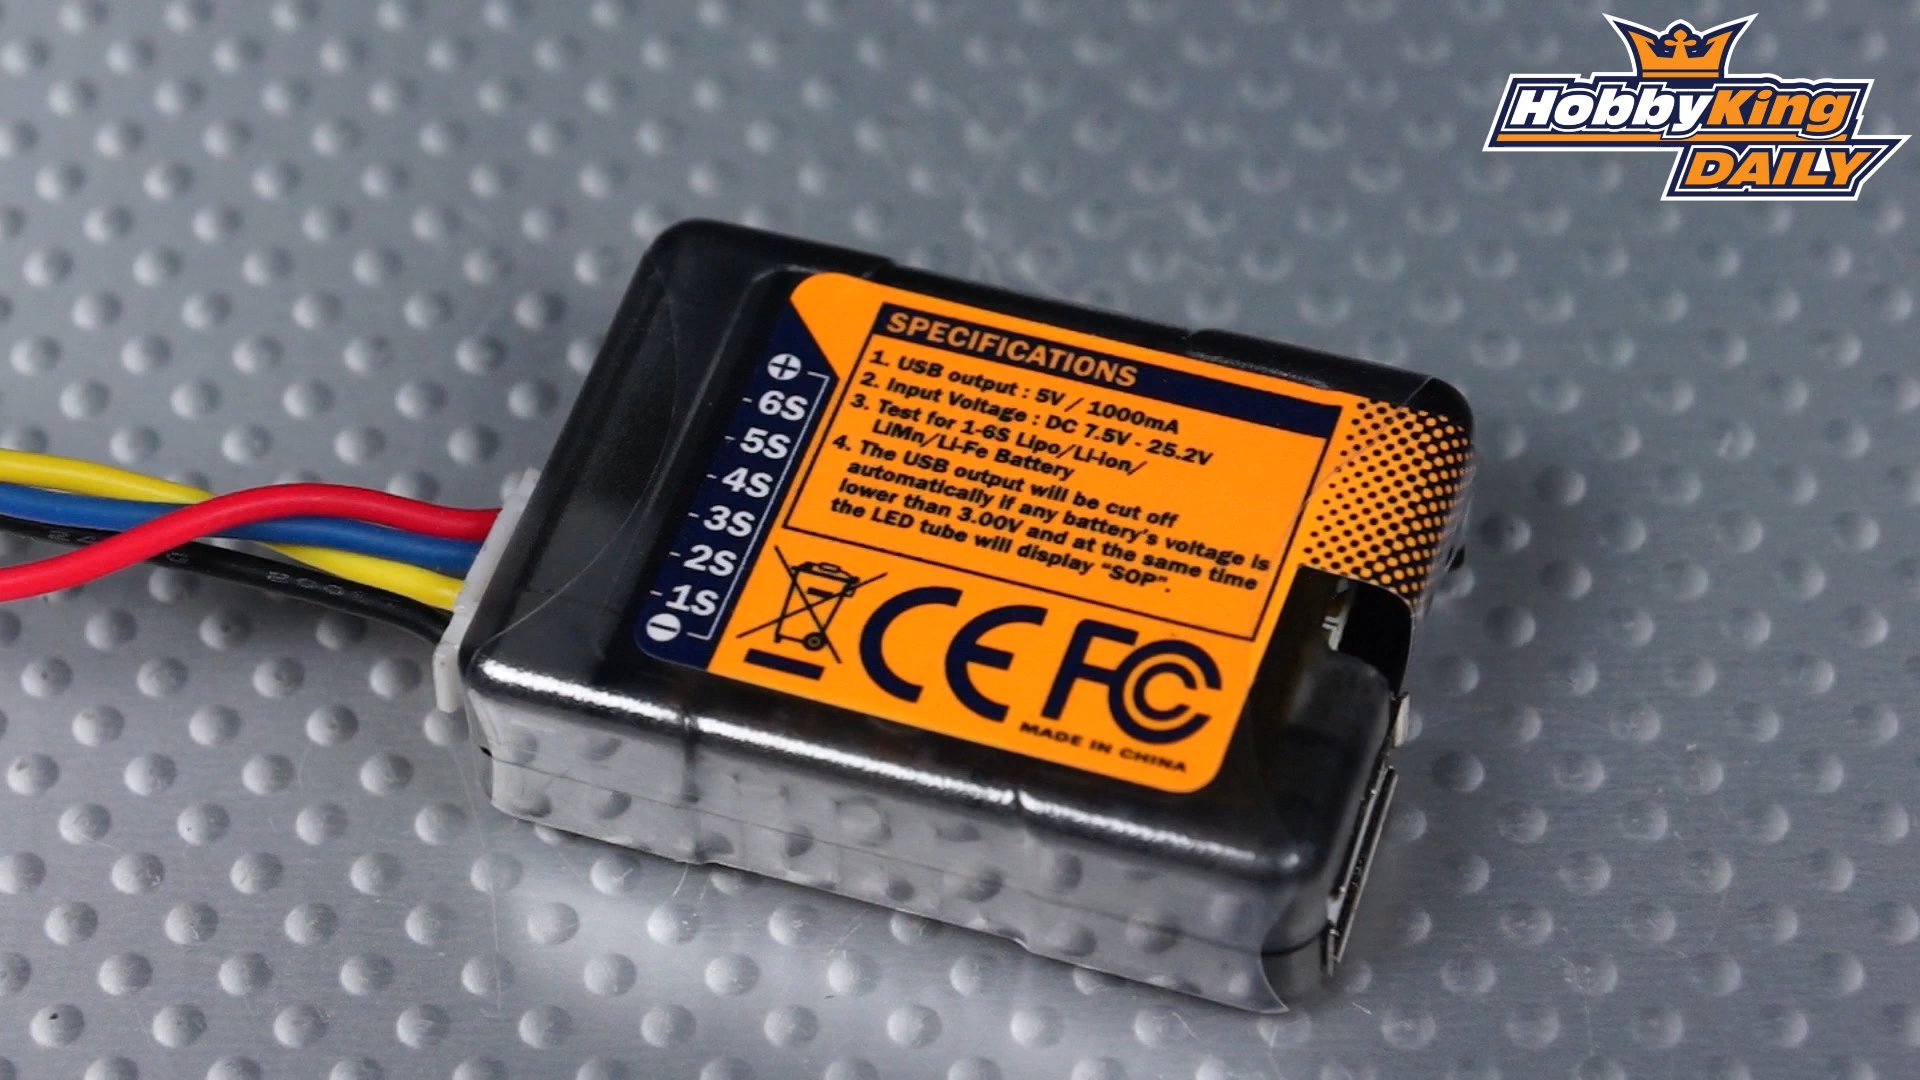 HobbyKing
DAILY
SPECIFICATIONS
1. USB output : 5V / 1000mA
2. Input Voltage : DC 7.5V - 25.2V
3. Test for 1-6S Lipo/Li-ion/
LiMn/Li-Fe Battery
4. The USB output will be cut off
automatically if any battery's voltage is
lower than 3.00V and at the same time
the LED tube will display "SOP".
+
- 6S
- 5S
- 4S
- 3S
- 2S
- 1S
−
CE FC
MADE IN CHINA